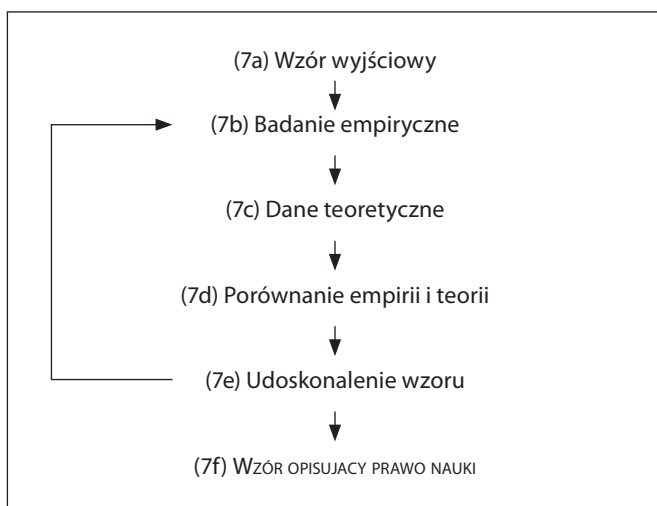 (7a) Wzór wyjściowy
(7b) Badanie empiryczne
(7c) Dane teoretyczne
(7d) Porównanie empirii i teorii
(7e) Udoskonalenie wzoru
(7f) WZÓR OPISUJACY PRAWO NAUKI